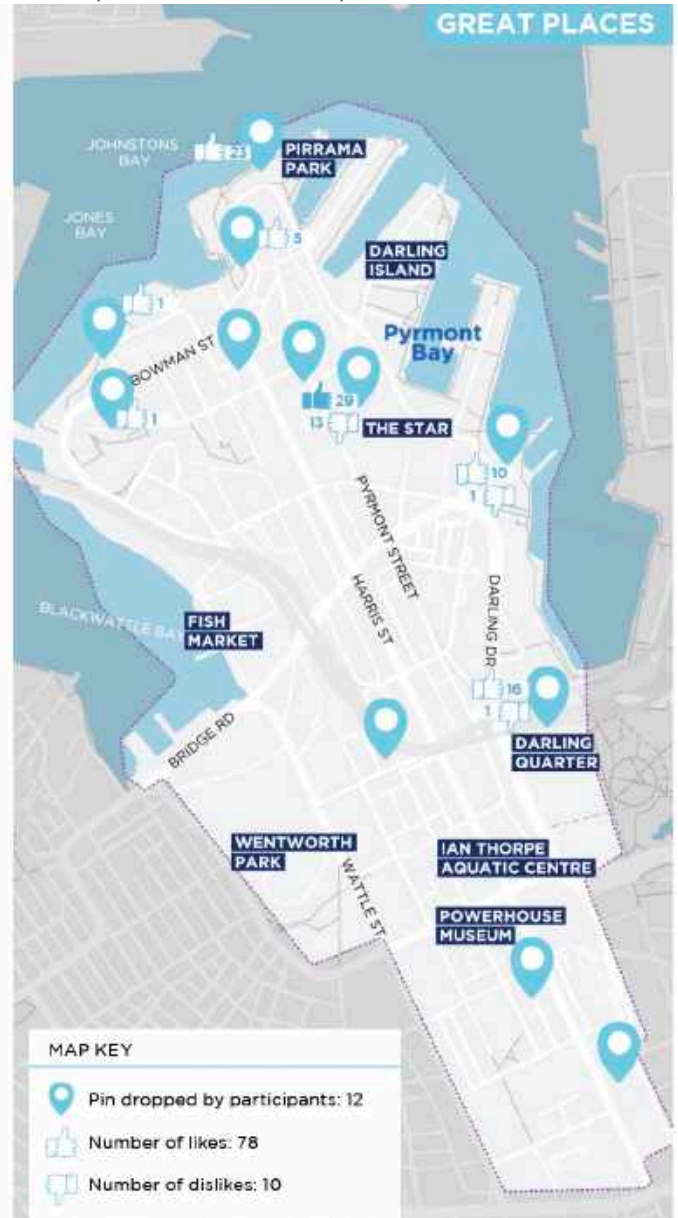 GREAT PLACES
JOHNSTONS
BAY
23
PIRRAMA
PARK
JONES
BAY
5
DARLING
ISLAND
1
Pyrmont
Bay
BOWMAN ST
1
29
13
THE STAR
10
1
PYRMONT STREET
HARRIS ST
DARLING DR
BLACKWATTLE BAY
FISH
MARKET
16
1
BRIDGE RD
DARLING
QUARTER
WENTWORTH
PARK
WATTLE ST
IAN THORPE
AQUATIC CENTRE
POWERHOUSE
MUSEUM
MAP KEY
Pin dropped by participants: 12
Number of likes: 78
Number of dislikes: 10